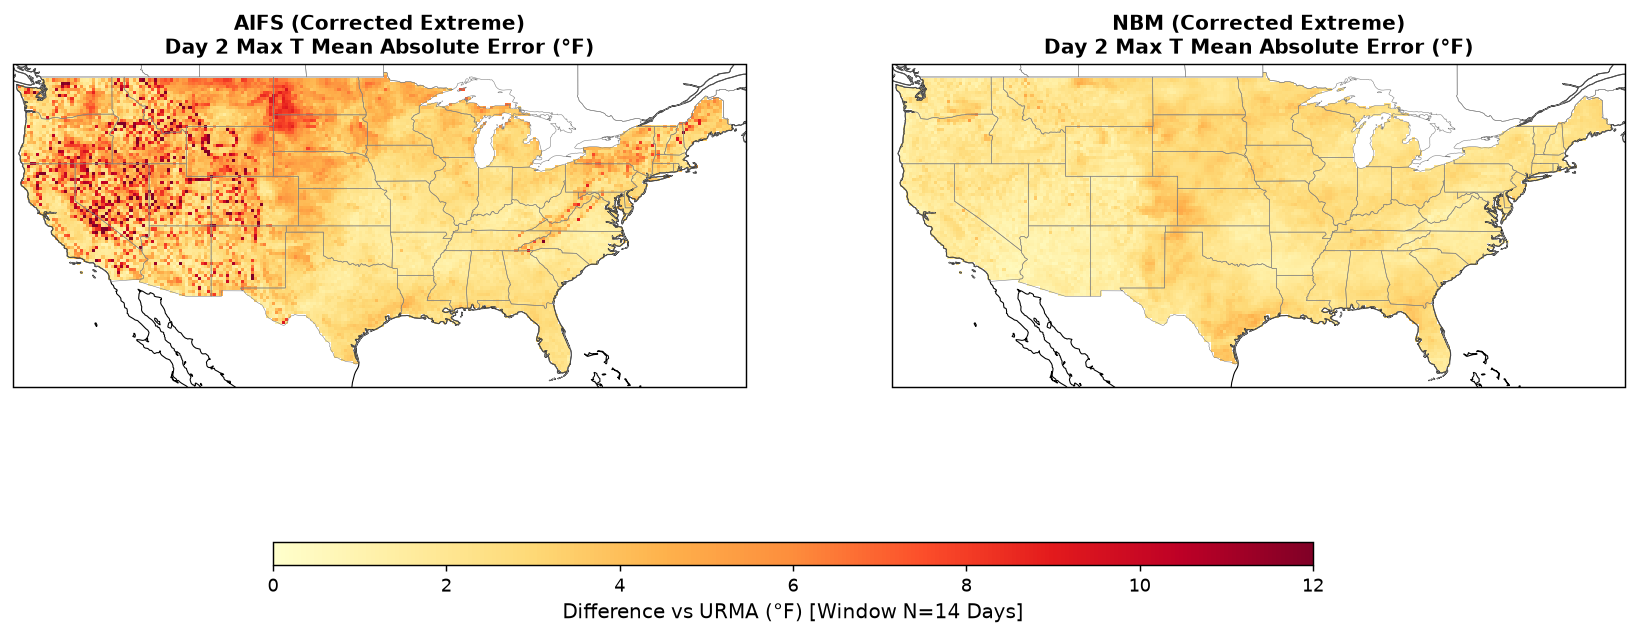 AIFS (Corrected Extreme)
Day 2 Max T Mean Absolute Error (°F)
NBM (Corrected Extreme)
Day 2 Max T Mean Absolute Error (°F)
0 2 4 6 8 10 12
Difference vs URMA (°F) [Window N=14 Days]